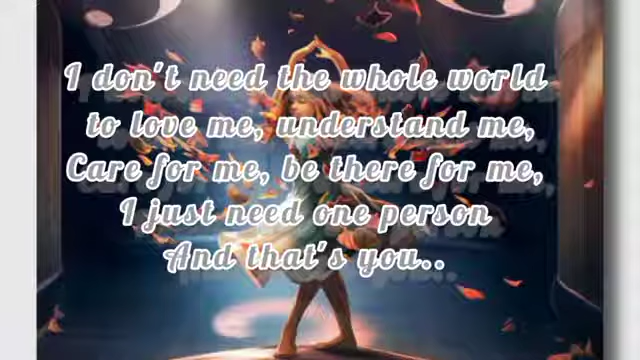 I don't need the whole world
to love me, understand me,
Care for me, be there for me,
I just need one person
And that's you..